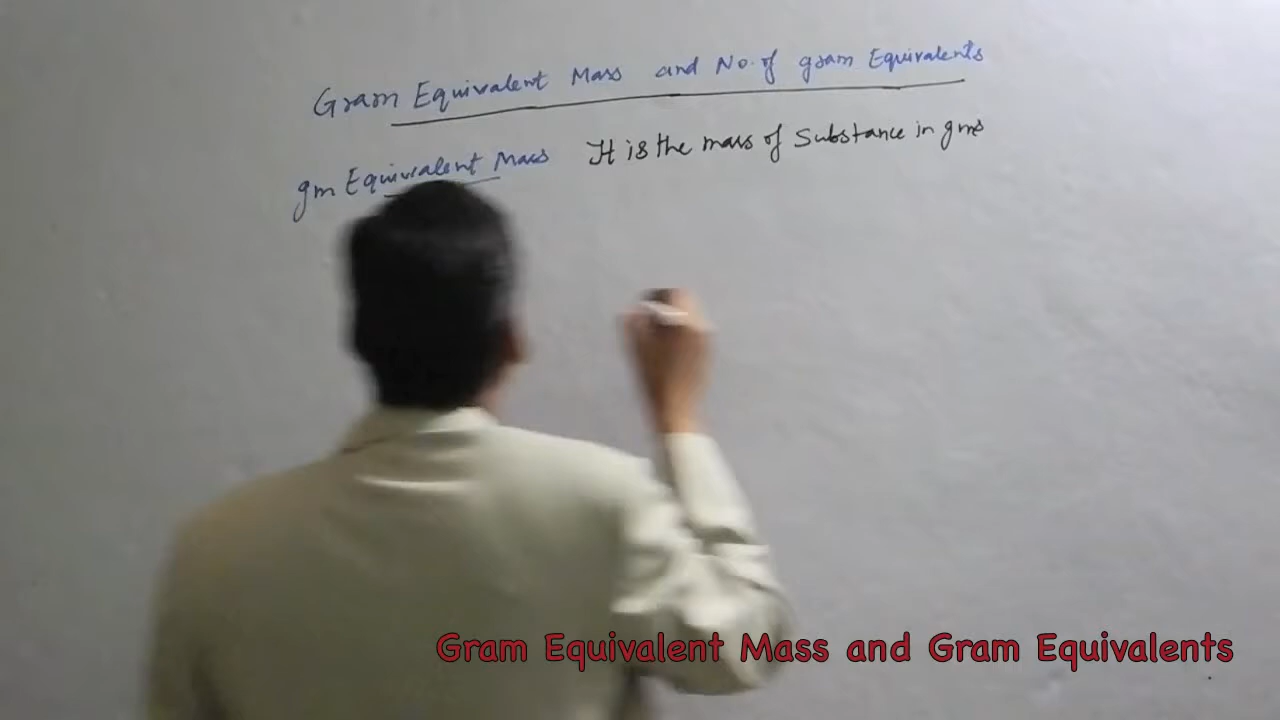 Gram Equivalent Mass and No. of gram Equivalents
gm Equivalent Mass It is the mass of Substance in gms
Gram Equivalent Mass and Gram Equivalents